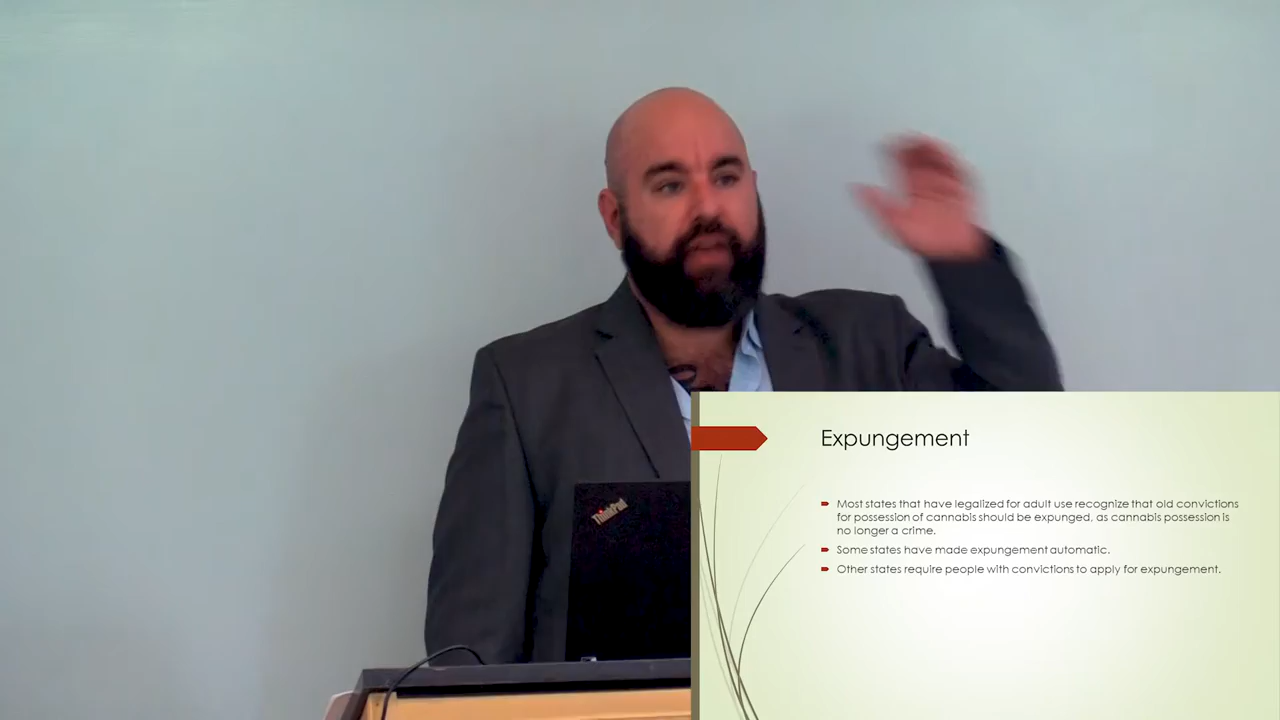 ThinkPad
Expungement
Most states that have legalized for adult use recognize that old convictions
for possession of cannabis should be expunged, as cannabis possession is
no longer a crime.
Some states have made expungement automatic.
Other states require people with convictions to apply for expungement.